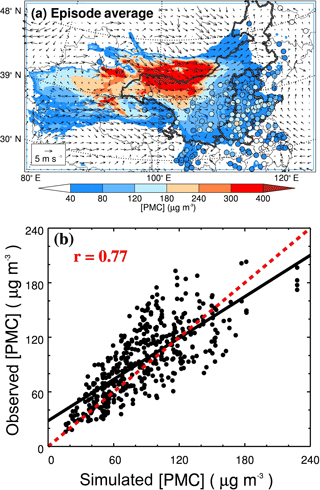 (a) Episode average
48° N
39° N
30° N
5 m s⁻¹
80° E
100° E
120° E
40 80 120 180 240 300 400
[PMC] (µg m⁻³)
(b)
r = 0.77
Observed [PMC] ( µg m⁻³)
240
180
120
60
0
0 60 120 180 240
Simulated [PMC] ( µg m⁻³)